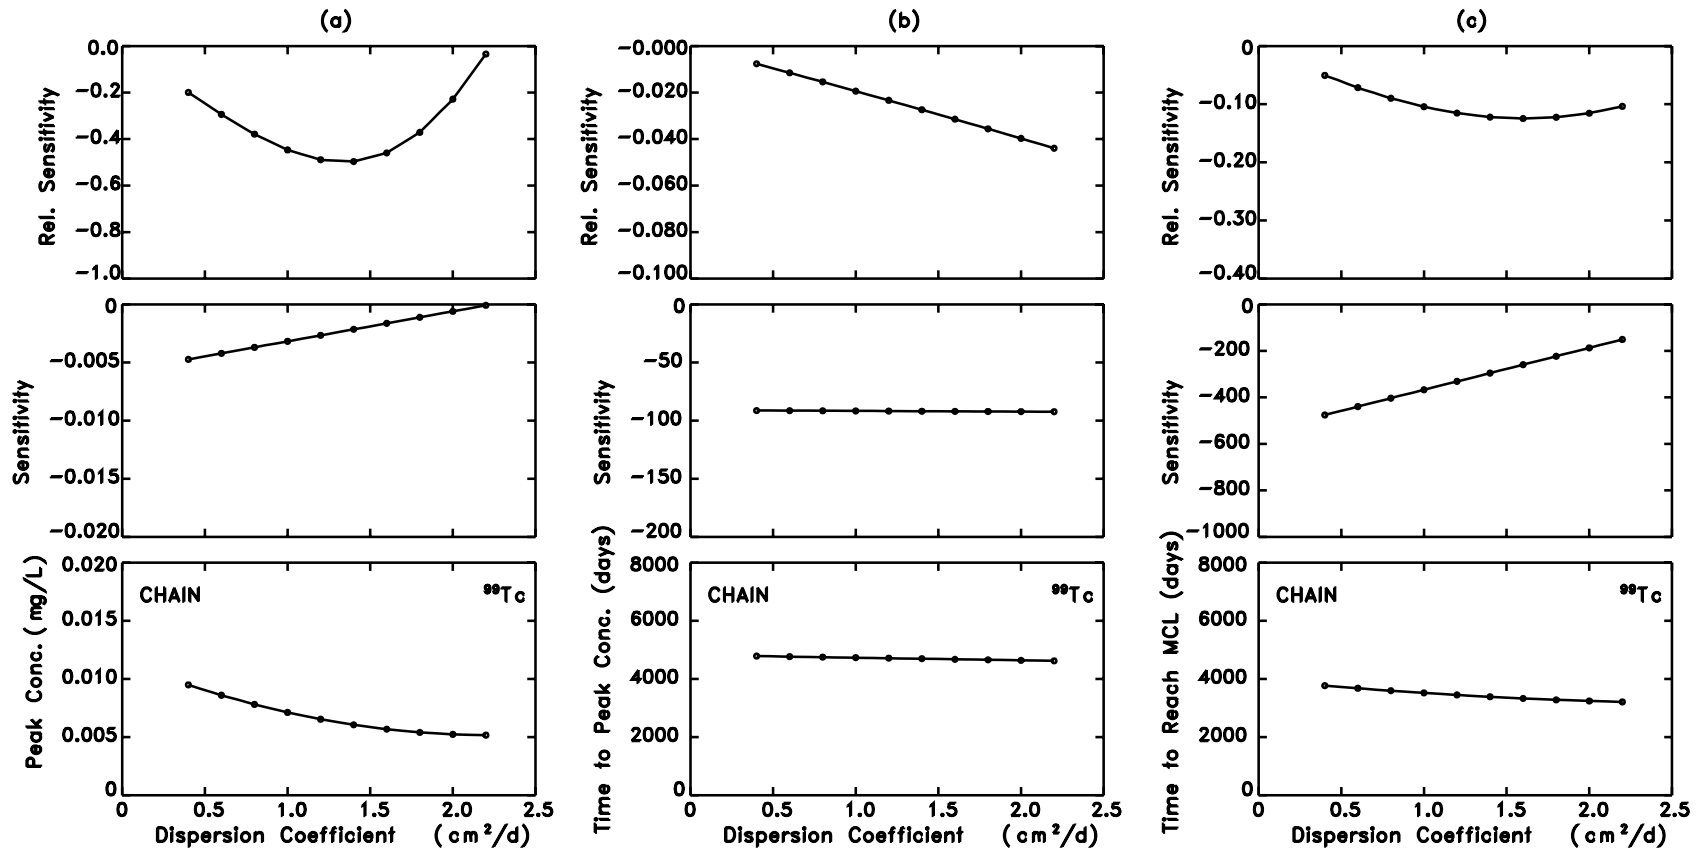 (a)
(b)
(c)
Rel. Sensitivity
0.0
−0.2
−0.4
−0.6
−0.8
−1.0
Rel. Sensitivity
−0.000
−0.020
−0.040
−0.060
−0.080
−0.100
Rel. Sensitivity
0
−0.10
−0.20
−0.30
−0.40
Sensitivity
0
−0.005
−0.010
−0.015
−0.020
Sensitivity
0
−50
−100
−150
−200
Sensitivity
0
−200
−400
−600
−800
−1000
Peak Conc. (mg/L)
0.020
0.015
0.010
0.005
0
CHAIN
⁹⁹Tc
0 0.5 1.0 1.5 2.0 2.5
Dispersion Coefficient (cm²/d)
Time to Peak Conc. (days)
8000
6000
4000
2000
0
CHAIN
⁹⁹Tc
0 0.5 1.0 1.5 2.0 2.5
Dispersion Coefficient (cm²/d)
Time to Reach MCL (days)
8000
6000
4000
2000
0
CHAIN
⁹⁹Tc
0 0.5 1.0 1.5 2.0 2.5
Dispersion Coefficient (cm²/d)